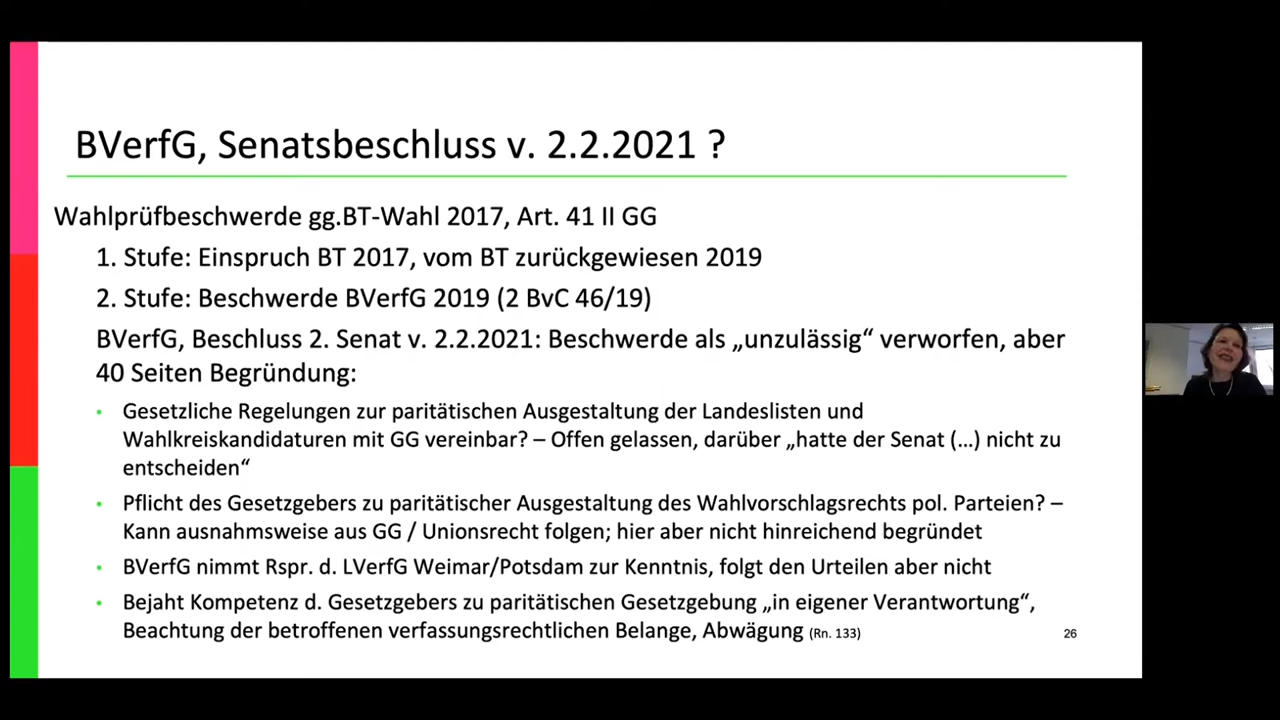 BVerfG, Senatsbeschluss v. 2.2.2021 ?
Wahlprüfbeschwerde gg.BT-Wahl 2017, Art. 41 II GG
1. Stufe: Einspruch BT 2017, vom BT zurückgewiesen 2019
2. Stufe: Beschwerde BVerfG 2019 (2 BvC 46/19)
BVerfG, Beschluss 2. Senat v. 2.2.2021: Beschwerde als „unzulässig“ verworfen, aber
40 Seiten Begründung:
• Gesetzliche Regelungen zur paritätischen Ausgestaltung der Landeslisten und
Wahlkreiskandidaturen mit GG vereinbar? – Offen gelassen, darüber „hatte der Senat (…) nicht zu
entscheiden“
• Pflicht des Gesetzgebers zu paritätischer Ausgestaltung des Wahlvorschlagsrechts pol. Parteien? –
Kann ausnahmsweise aus GG / Unionsrecht folgen; hier aber nicht hinreichend begründet
• BVerfG nimmt Rspr. d. LVerfG Weimar/Potsdam zur Kenntnis, folgt den Urteilen aber nicht
• Bejaht Kompetenz d. Gesetzgebers zu paritätischen Gesetzgebung „in eigener Verantwortung“,
Beachtung der betroffenen verfassungsrechtlichen Belange, Abwägung (Rn. 133)
26